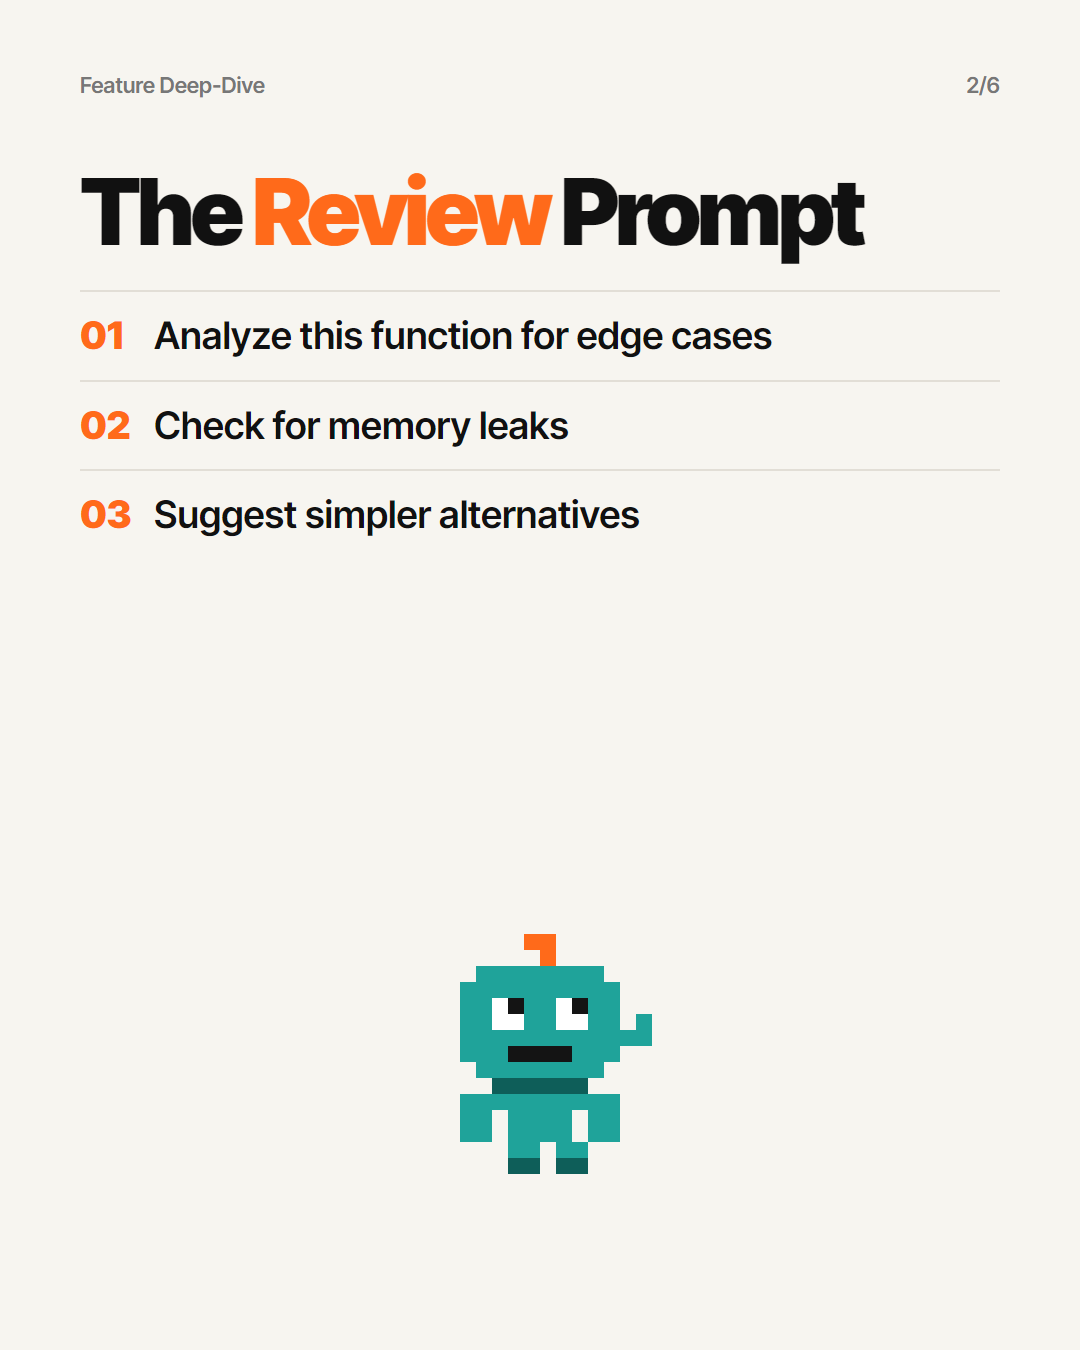 Feature Deep-Dive
2/6
The Review Prompt
01 Analyze this function for edge cases
02 Check for memory leaks
03 Suggest simpler alternatives